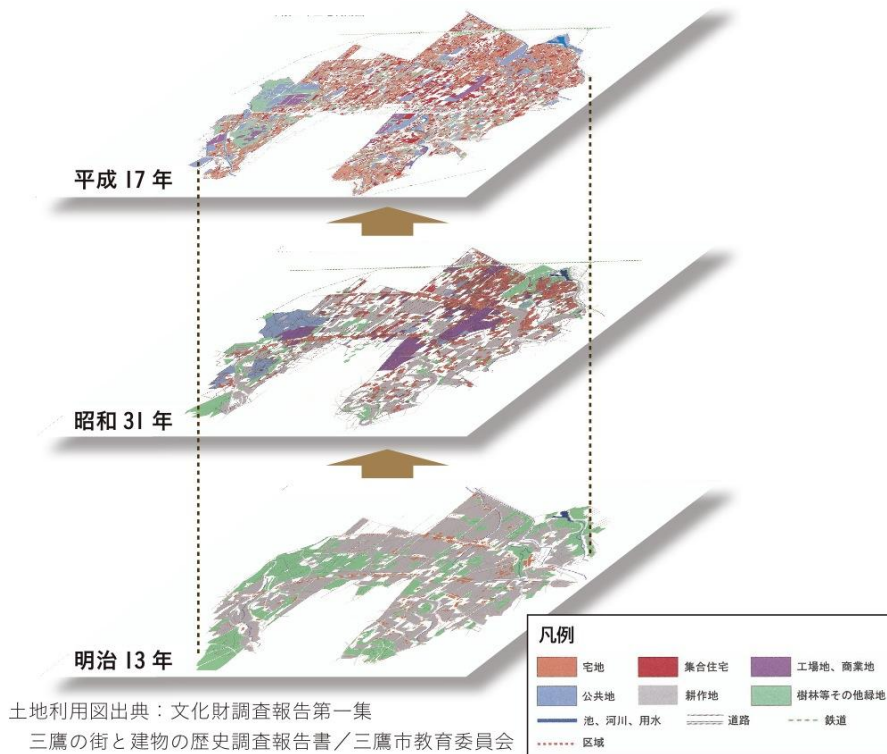 平成 17 年
昭和 31 年
明治 13 年
凡例
宅地
集合住宅
工場地、商業地
公共地
耕作地
樹林等その他緑地
池、河川、用水
道路
鉄道
区域
土地利用図出典：文化財調査報告第一集
三鷹の街と建物の歴史調査報告書／三鷹市教育委員会